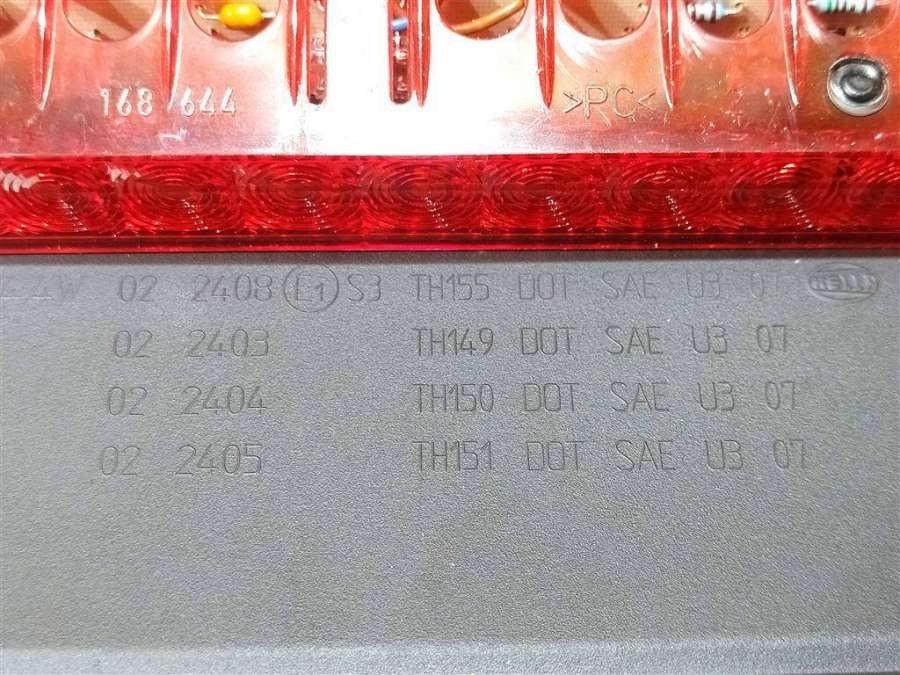 168 644 >PC<
02 2408 E1 S3 TH155 DOT SAE U3 07 HELLA
02 2403 TH149 DOT SAE U3 07
02 2404 TH150 DOT SAE U3 07
02 2405 TH151 DOT SAE U3 07